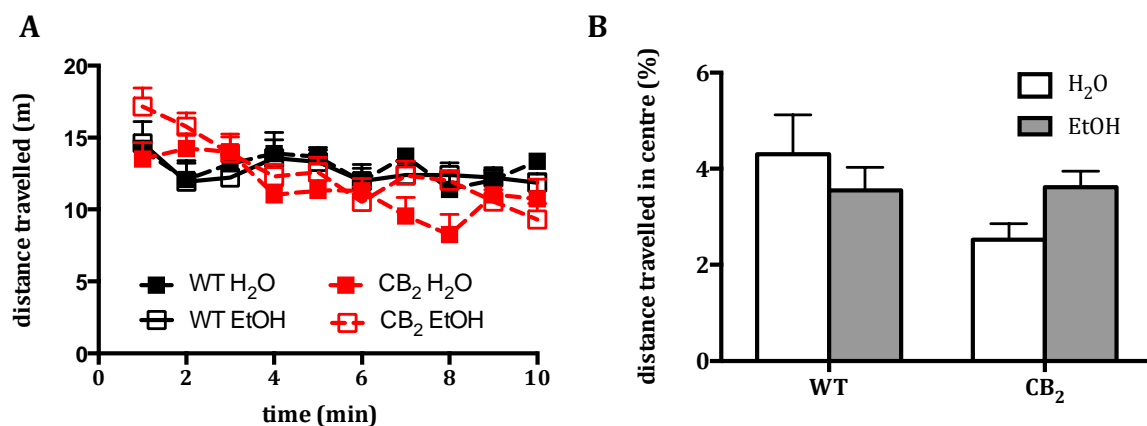 A
distance travelled (m)
20
15
10
5
0
WT H₂O
CB₂ H₂O
WT EtOH
CB₂ EtOH
0 2 4 6 8 10
time (min)
B
distance travelled in centre (%)
6
4
2
0
H₂O
EtOH
WT CB₂